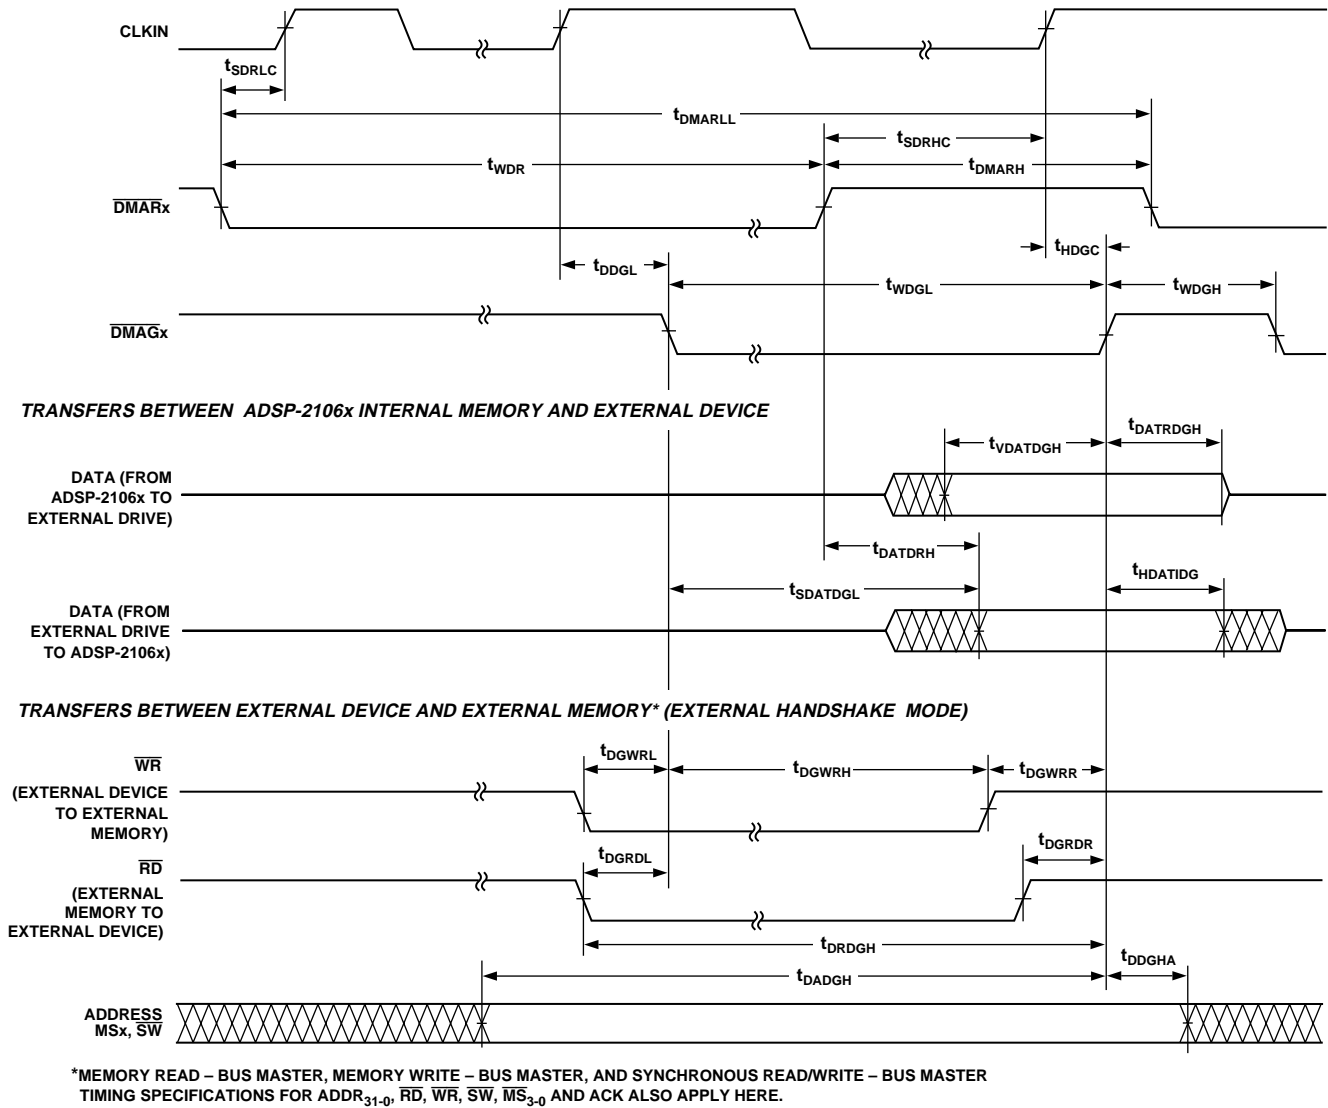 CLKIN
tSDRLC
tDMARLL
tSDRHC
tWDR
tDMARH
DMARx
tDDGL
tHDGC
tWDGL
tWDGH
DMAGx
TRANSFERS BETWEEN ADSP-2106x INTERNAL MEMORY AND EXTERNAL DEVICE
tDATRDGH
tVDATDGH
DATA (FROM
ADSP-2106x TO
EXTERNAL DRIVE)
tDATDRH
tHDATIDG
tSDATDGL
DATA (FROM
EXTERNAL DRIVE
TO ADSP-2106x)
TRANSFERS BETWEEN EXTERNAL DEVICE AND EXTERNAL MEMORY* (EXTERNAL HANDSHAKE MODE)
tDGWRL
tDGWRH
tDGWRR
WR
(EXTERNAL DEVICE
TO EXTERNAL
MEMORY)
tDGRDL
tDGRDR
RD
(EXTERNAL
MEMORY TO
EXTERNAL DEVICE)
tDRDGH
tDADGH
tDDGHA
ADDRESS
MSx, SW
*MEMORY READ – BUS MASTER, MEMORY WRITE – BUS MASTER, AND SYNCHRONOUS READ/WRITE – BUS MASTER
TIMING SPECIFICATIONS FOR ADDR31-0, RD, WR, SW, MS3-0 AND ACK ALSO APPLY HERE.